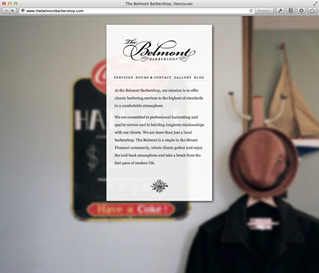 The Belmont Barbershop, Vancouver
www.thebelmontbarbershop.com
The
Belmont
BARBERSHOP
SERVICES HOURS & CONTACT GALLERY BLOG
At the Belmont Barbershop, our mission is to offer
classic barbering services to the highest of standards
in a comfortable atmosphere.
We are committed to professional haircutting and
quality service and to building longterm relationships
with our clients. We are more than just a local
barbershop. The Belmont is a staple in the Mount
Pleasant community, where clients gather and enjoy
the laid-back atmosphere and take a break from the
fast-pace of modern life.
Have a Coke!